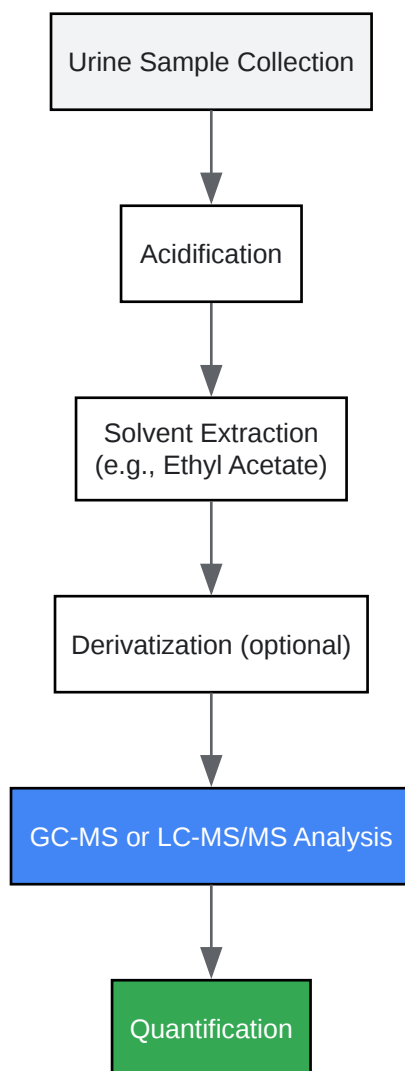 Urine Sample Collection
Acidification
Solvent Extraction
(e.g., Ethyl Acetate)
Derivatization (optional)
GC-MS or LC-MS/MS Analysis
Quantification